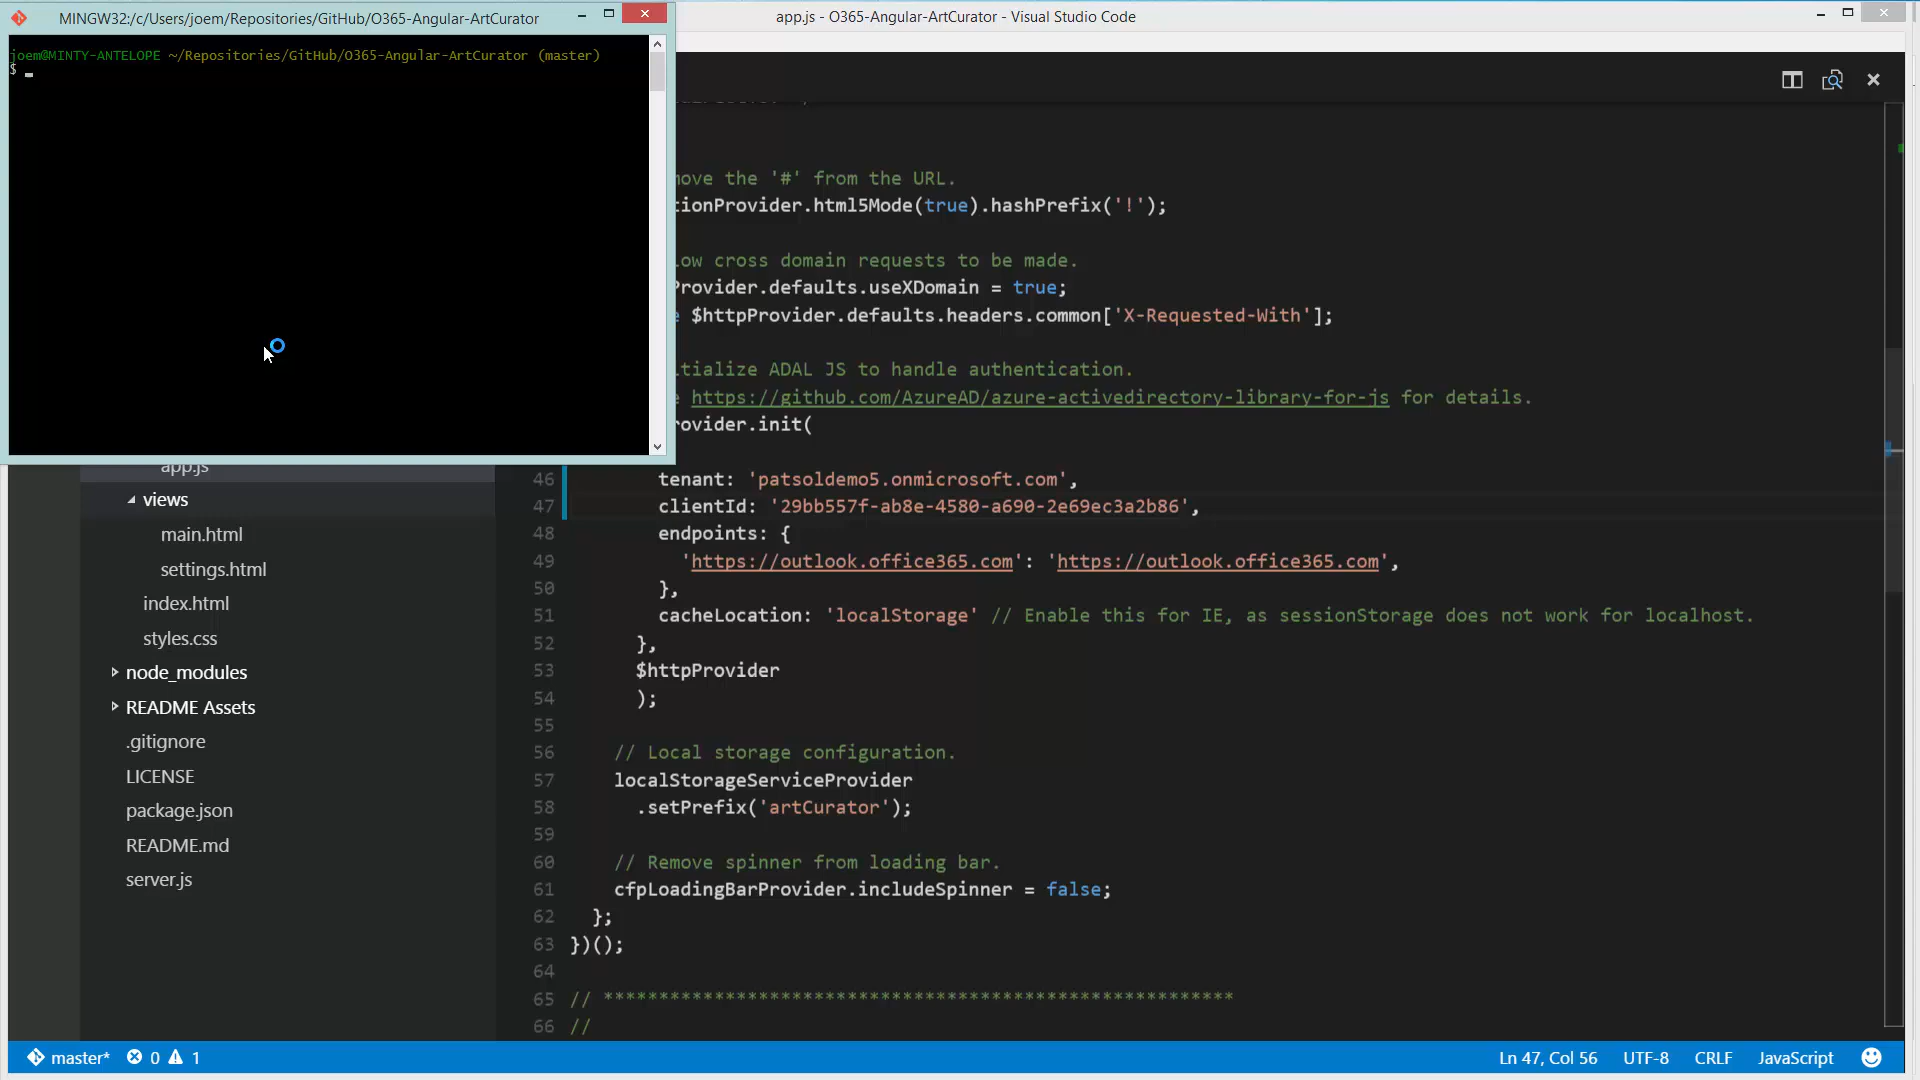 MINGW32:/c/Users/joem/Repositories/GitHub/O365-Angular-ArtCurator
app.js - O365-Angular-ArtCurator - Visual Studio Code
joem@MINTY-ANTELOPE ~/Repositories/GitHub/O365-Angular-ArtCurator (master)
$
ove the '#' from the URL.
tionProvider.html5Mode(true).hashPrefix('!');
ow cross domain requests to be made.
Provider.defaults.useXDomain = true;
e $httpProvider.defaults.headers.common['X-Requested-With'];
tialize ADAL JS to handle authentication.
e https://github.com/AzureAD/azure-activedirectory-library-for-js for details.
rovider.init(
app.js
views
main.html
settings.html
index.html
styles.css
node_modules
README Assets
.gitignore
LICENSE
package.json
README.md
server.js
46 tenant: 'patsoldemo5.onmicrosoft.com',
47 clientId: '29bb557f-ab8e-4580-a690-2e69ec3a2b86',
48 endpoints: {
49 'https://outlook.office365.com': 'https://outlook.office365.com',
50 },
51 cacheLocation: 'localStorage' // Enable this for IE, as sessionStorage does not work for localhost.
52 },
53 $httpProvider
54 );
55
56 // Local storage configuration.
57 localStorageServiceProvider
58 .setPrefix('artCurator');
59
60 // Remove spinner from loading bar.
61 cfpLoadingBarProvider.includeSpinner = false;
62 };
63 })();
64
65 // *********************************************************
66 //
master* 0 1
Ln 47, Col 56 UTF-8 CRLF JavaScript